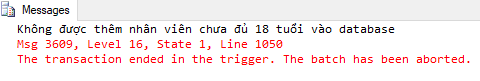 Messages
Không được thêm nhân viên chưa đủ 18 tuổi vào database
Msg 3609, Level 16, State 1, Line 1050
The transaction ended in the trigger. The batch has been aborted.